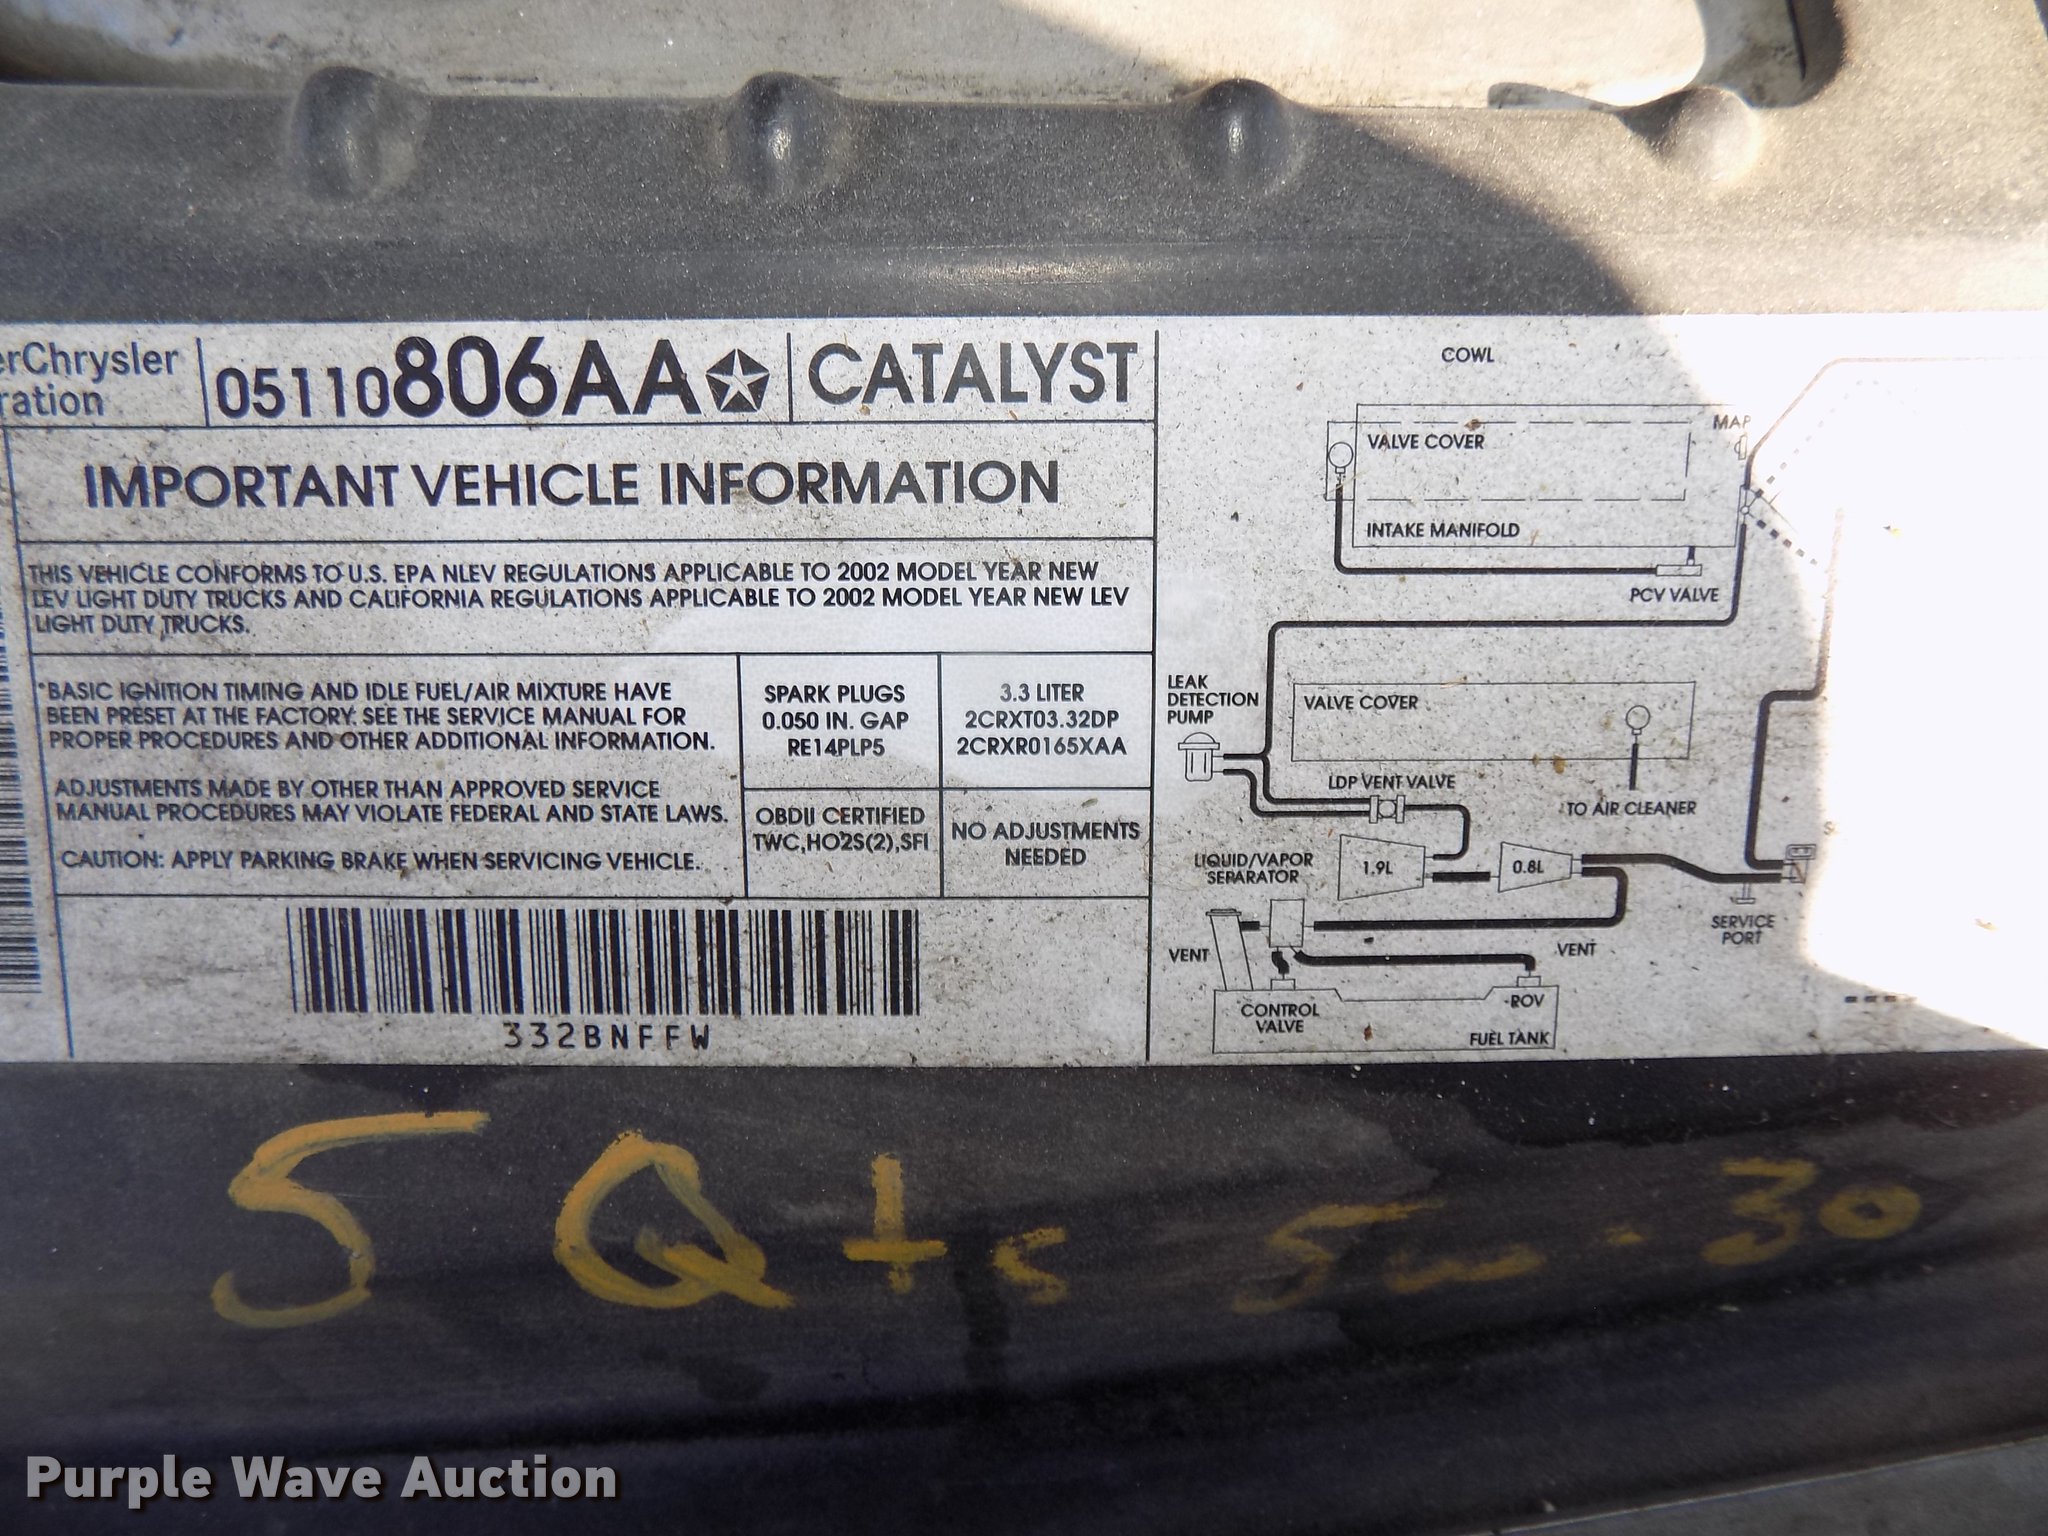 erChrysler
ration
05110806AA
CATALYST
IMPORTANT VEHICLE INFORMATION
THIS VEHICLE CONFORMS TO U.S. EPA NLEV REGULATIONS APPLICABLE TO 2002 MODEL YEAR NEW
LEV LIGHT DUTY TRUCKS AND CALIFORNIA REGULATIONS APPLICABLE TO 2002 MODEL YEAR NEW LEV
LIGHT DUTY TRUCKS.
BASIC IGNITION TIMING AND IDLE FUEL/AIR MIXTURE HAVE
BEEN PRESET AT THE FACTORY. SEE THE SERVICE MANUAL FOR
PROPER PROCEDURES AND OTHER ADDITIONAL INFORMATION.
ADJUSTMENTS MADE BY OTHER THAN APPROVED SERVICE
MANUAL PROCEDURES MAY VIOLATE FEDERAL AND STATE LAWS.
CAUTION: APPLY PARKING BRAKE WHEN SERVICING VEHICLE.
SPARK PLUGS
0.050 IN. GAP
RE14PLP5
3.3 LITER
2CRXT03.32DP
2CRXR0165XAA
OBDII CERTIFIED
TWC,HO2S(2),SFI
NO ADJUSTMENTS
NEEDED
332BNFFW
COWL
MAP
VALVE COVER
INTAKE MANIFOLD
PCV VALVE
LEAK
DETECTION
PUMP
VALVE COVER
LDP VENT VALVE
TO AIR CLEANER
LIQUID/VAPOR
SEPARATOR
1.9L
0.8L
SERVICE
PORT
VENT
VENT
CONTROL
VALVE
ROV
FUEL TANK
5 Qts 5w-30
Purple Wave Auction